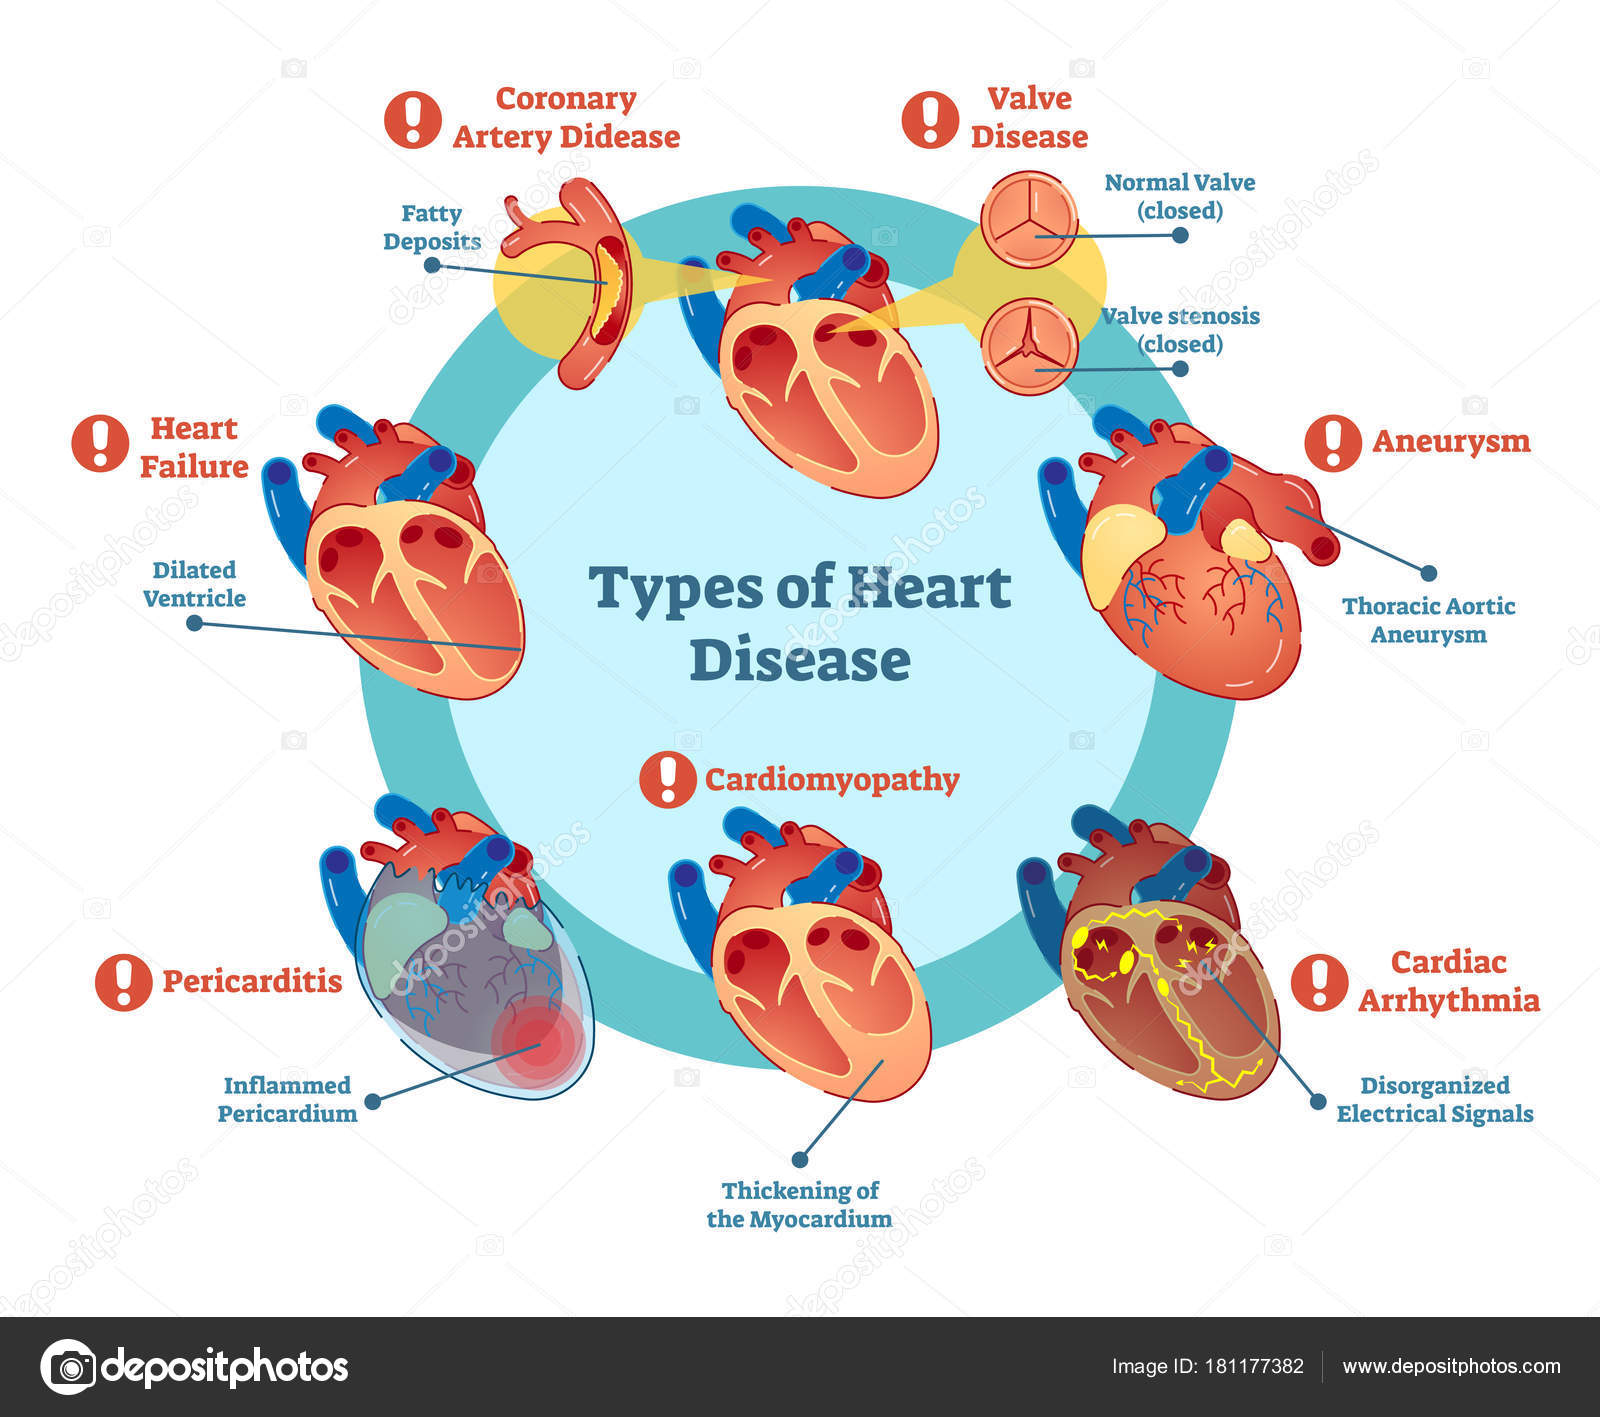 Coronary
Artery Didease
Valve
Disease
Fatty
Deposits
Normal Valve
(closed)
Valve stenosis
(closed)
Heart
Failure
Aneurysm
Dilated
Ventricle
Thoracic Aortic
Aneurysm
Types of Heart
Disease
Cardiomyopathy
Pericarditis
Cardiac
Arrhythmia
Inflammed
Pericardium
Disorganized
Electrical Signals
Thickening of
the Myocardium
depositphotos
Image ID: 181177382
www.depositphotos.com